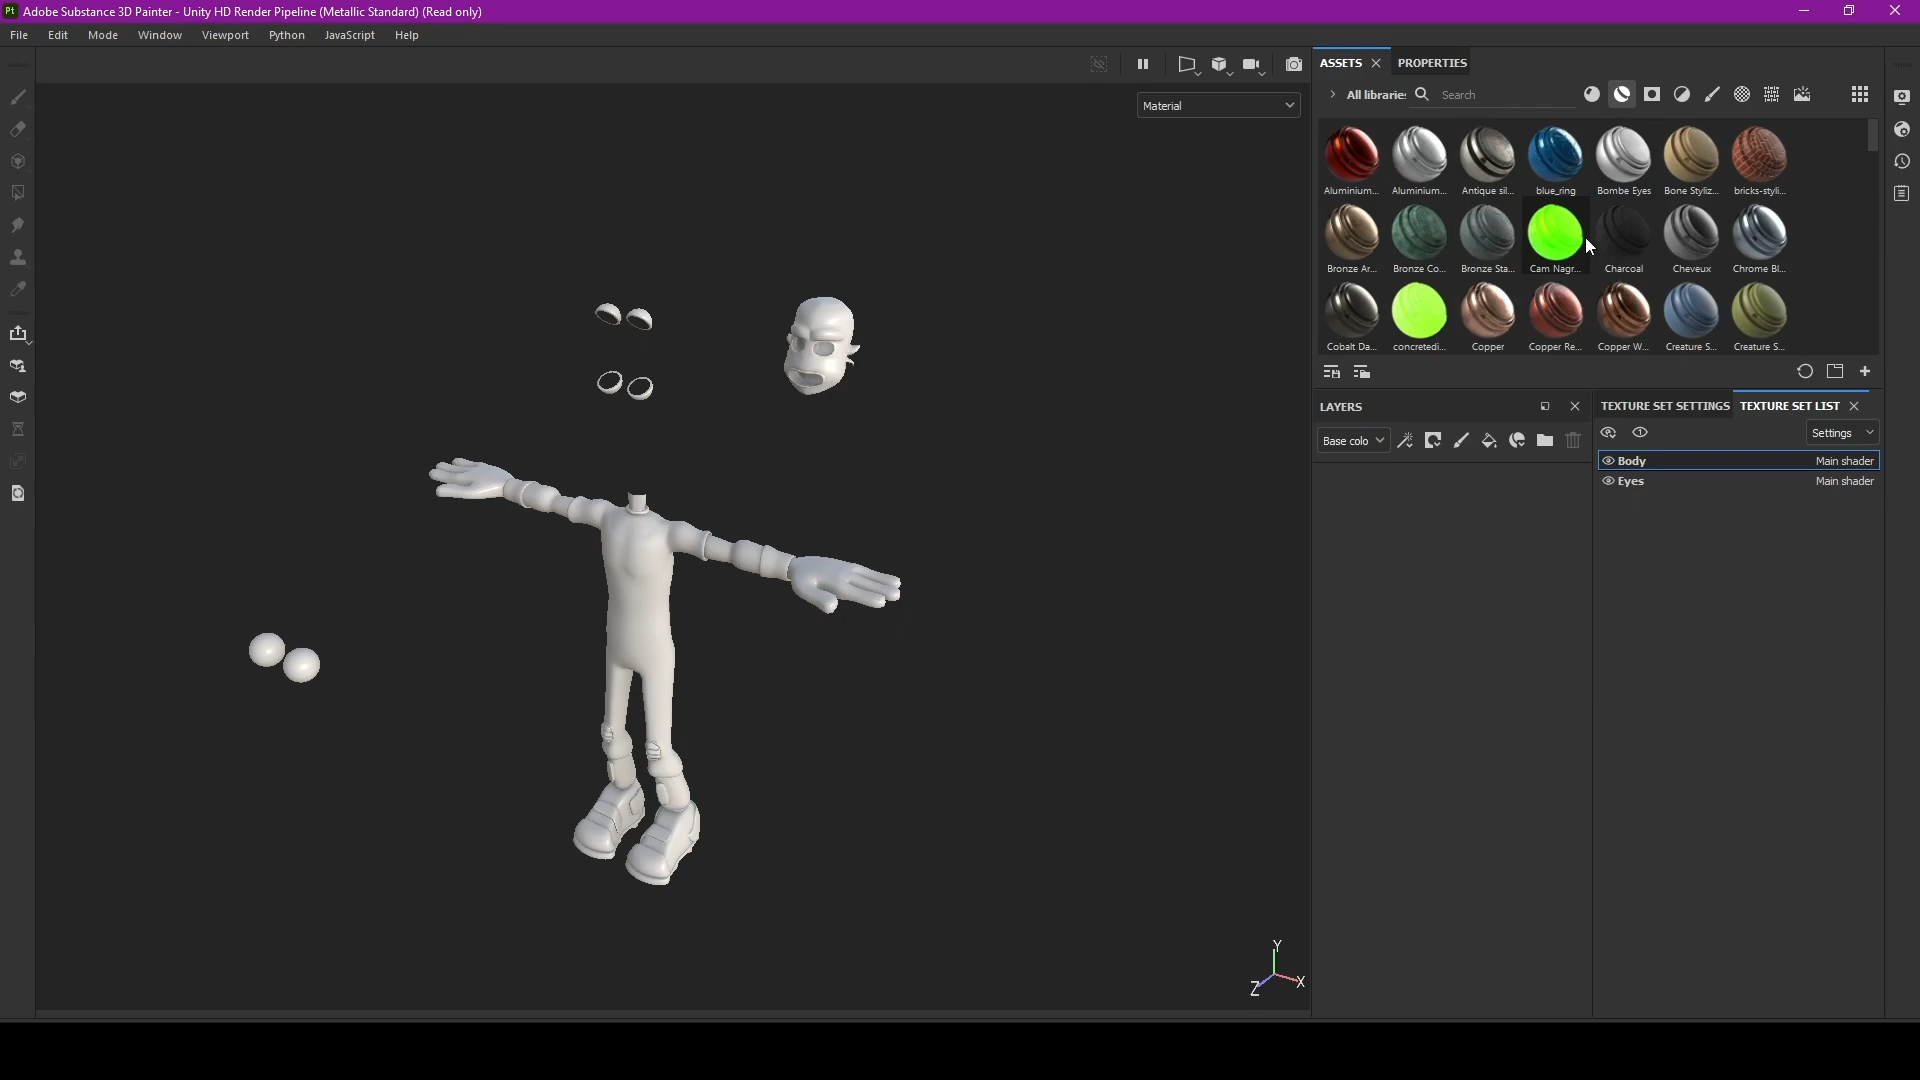 Pt Adobe Substance 3D Painter - Unity HD Render Pipeline (Metallic Standard) (Read only)
File Edit Mode Window Viewport Python JavaScript Help
ASSETS PROPERTIES
All libraries Search
Material
Aluminium... Aluminium... Antique sil... blue_ring Bombe Eyes Bone Styliz... bricks-styli...
Bronze Ar... Bronze Co... Bronze Sta... Cam Nagr... Charcoal Cheveux Chrome Bl...
Cobalt Da... concretedi... Copper Copper Re... Copper W... Creature S... Creature S...
LAYERS
Base colo
TEXTURE SET SETTINGS TEXTURE SET LIST
Settings
Body Main shader
Eyes Main shader
Y
X
Z